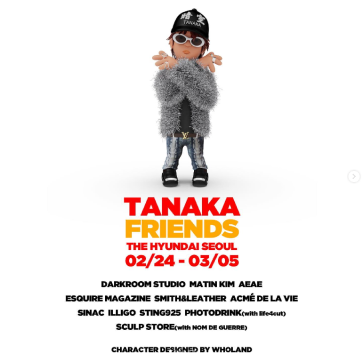 TANAKA
TANAKA
FRIENDS
THE HYUNDAI SEOUL
02/24 - 03/05
DARKROOM STUDIO MATIN KIM AEAE
ESQUIRE MAGAZINE SMITH&LEATHER ACMÉ DE LA VIE
SINAC ILLIGO STING925 PHOTODRINK(with life4cut)
SCULP STORE(with NOM DE GUERRE)
CHARACTER DESIGNED BY WHOLAND